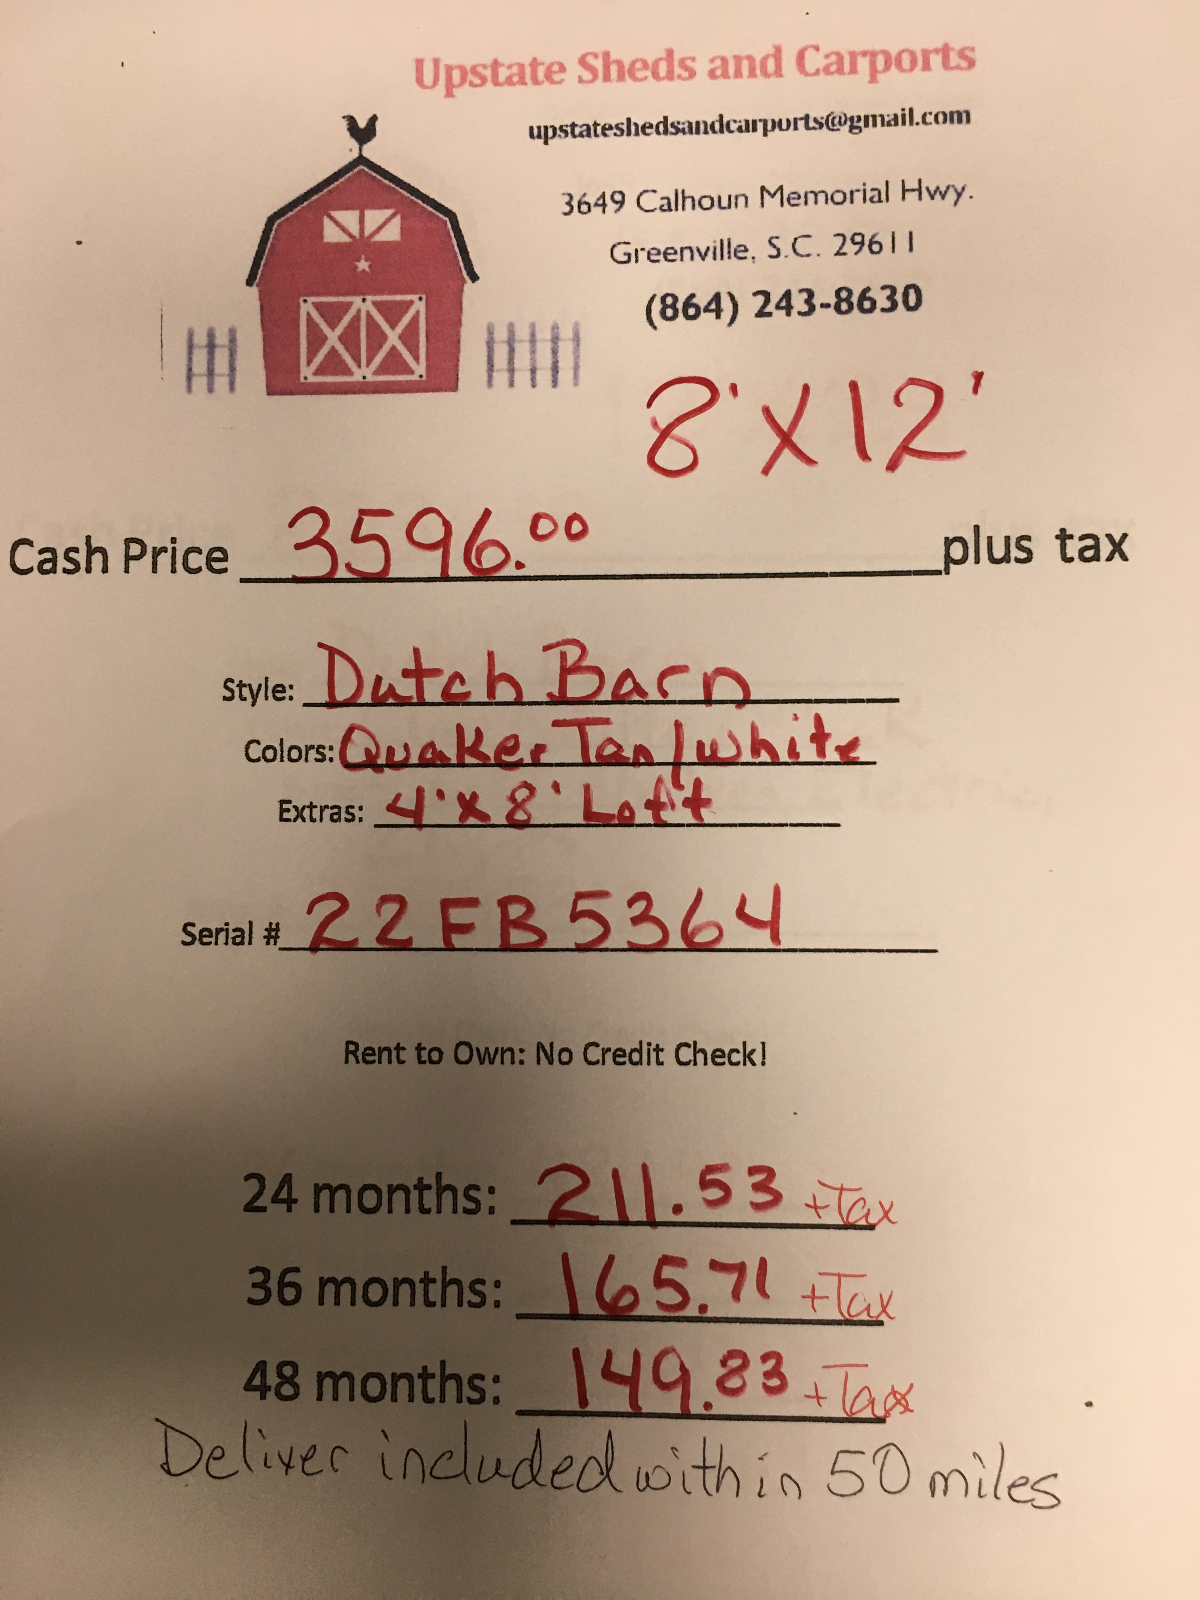 Upstate Sheds and Carports
upstateshedsandcarports@gmail.com
3649 Calhoun Memorial Hwy.
Greenville, S.C. 29611
(864) 243-8630
8'X12'
Cash Price 3596.00 plus tax
Style: Dutch Barn
Colors: Quaker Tan/white
Extras: 4'x8' Loft
Serial # 22FB5364
Rent to Own: No Credit Check!
24 months: 211.53 +Tax
36 months: 165.71 +Tax
48 months: 149.83 +Tax
Deliver included within 50 miles